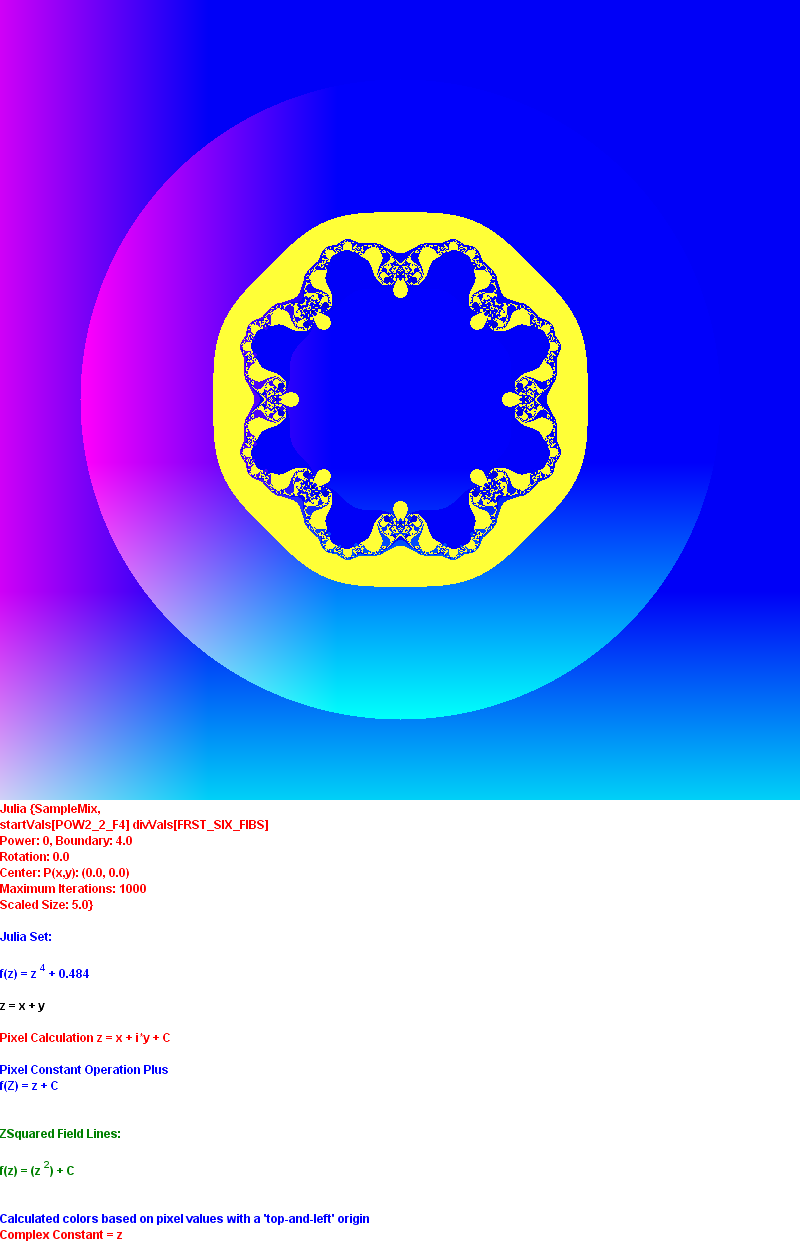 Julia {SampleMix,
startVals[POW2_2_F4] divVals[FRST_SIX_FIBS]
Power: 0, Boundary: 4.0
Rotation: 0.0
Center: P(x,y): (0.0, 0.0)
Maximum Iterations: 1000
Scaled Size: 5.0}
Julia Set:
f(z) = z 4 + 0.484
z = x + y
Pixel Calculation z = x + i*y + C
Pixel Constant Operation Plus
f(Z) = z + C
ZSquared Field Lines:
f(z) = (z 2) + C
Calculated colors based on pixel values with a 'top-and-left' origin
Complex Constant = z